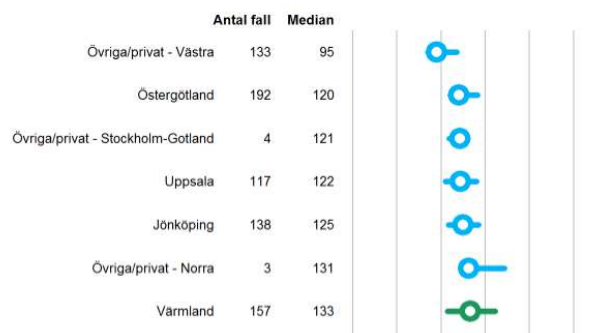 Antal fall Median
Övriga/privat - Västra 133 95
Östergötland 192 120
Övriga/privat - Stockholm-Gotland 4 121
Uppsala 117 122
Jönköping 138 125
Övriga/privat - Norra 3 131
Värmland 157 133